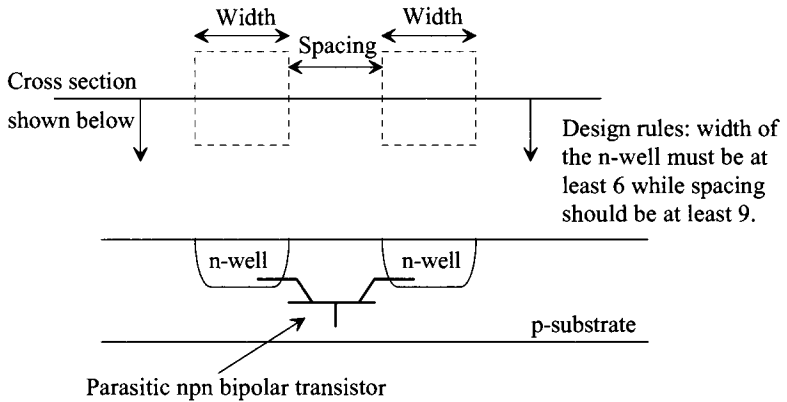 Width
Width
Spacing
Cross section
shown below
Design rules: width of
the n-well must be at
least 6 while spacing
should be at least 9.
n-well
n-well
p-substrate
Parasitic npn bipolar transistor